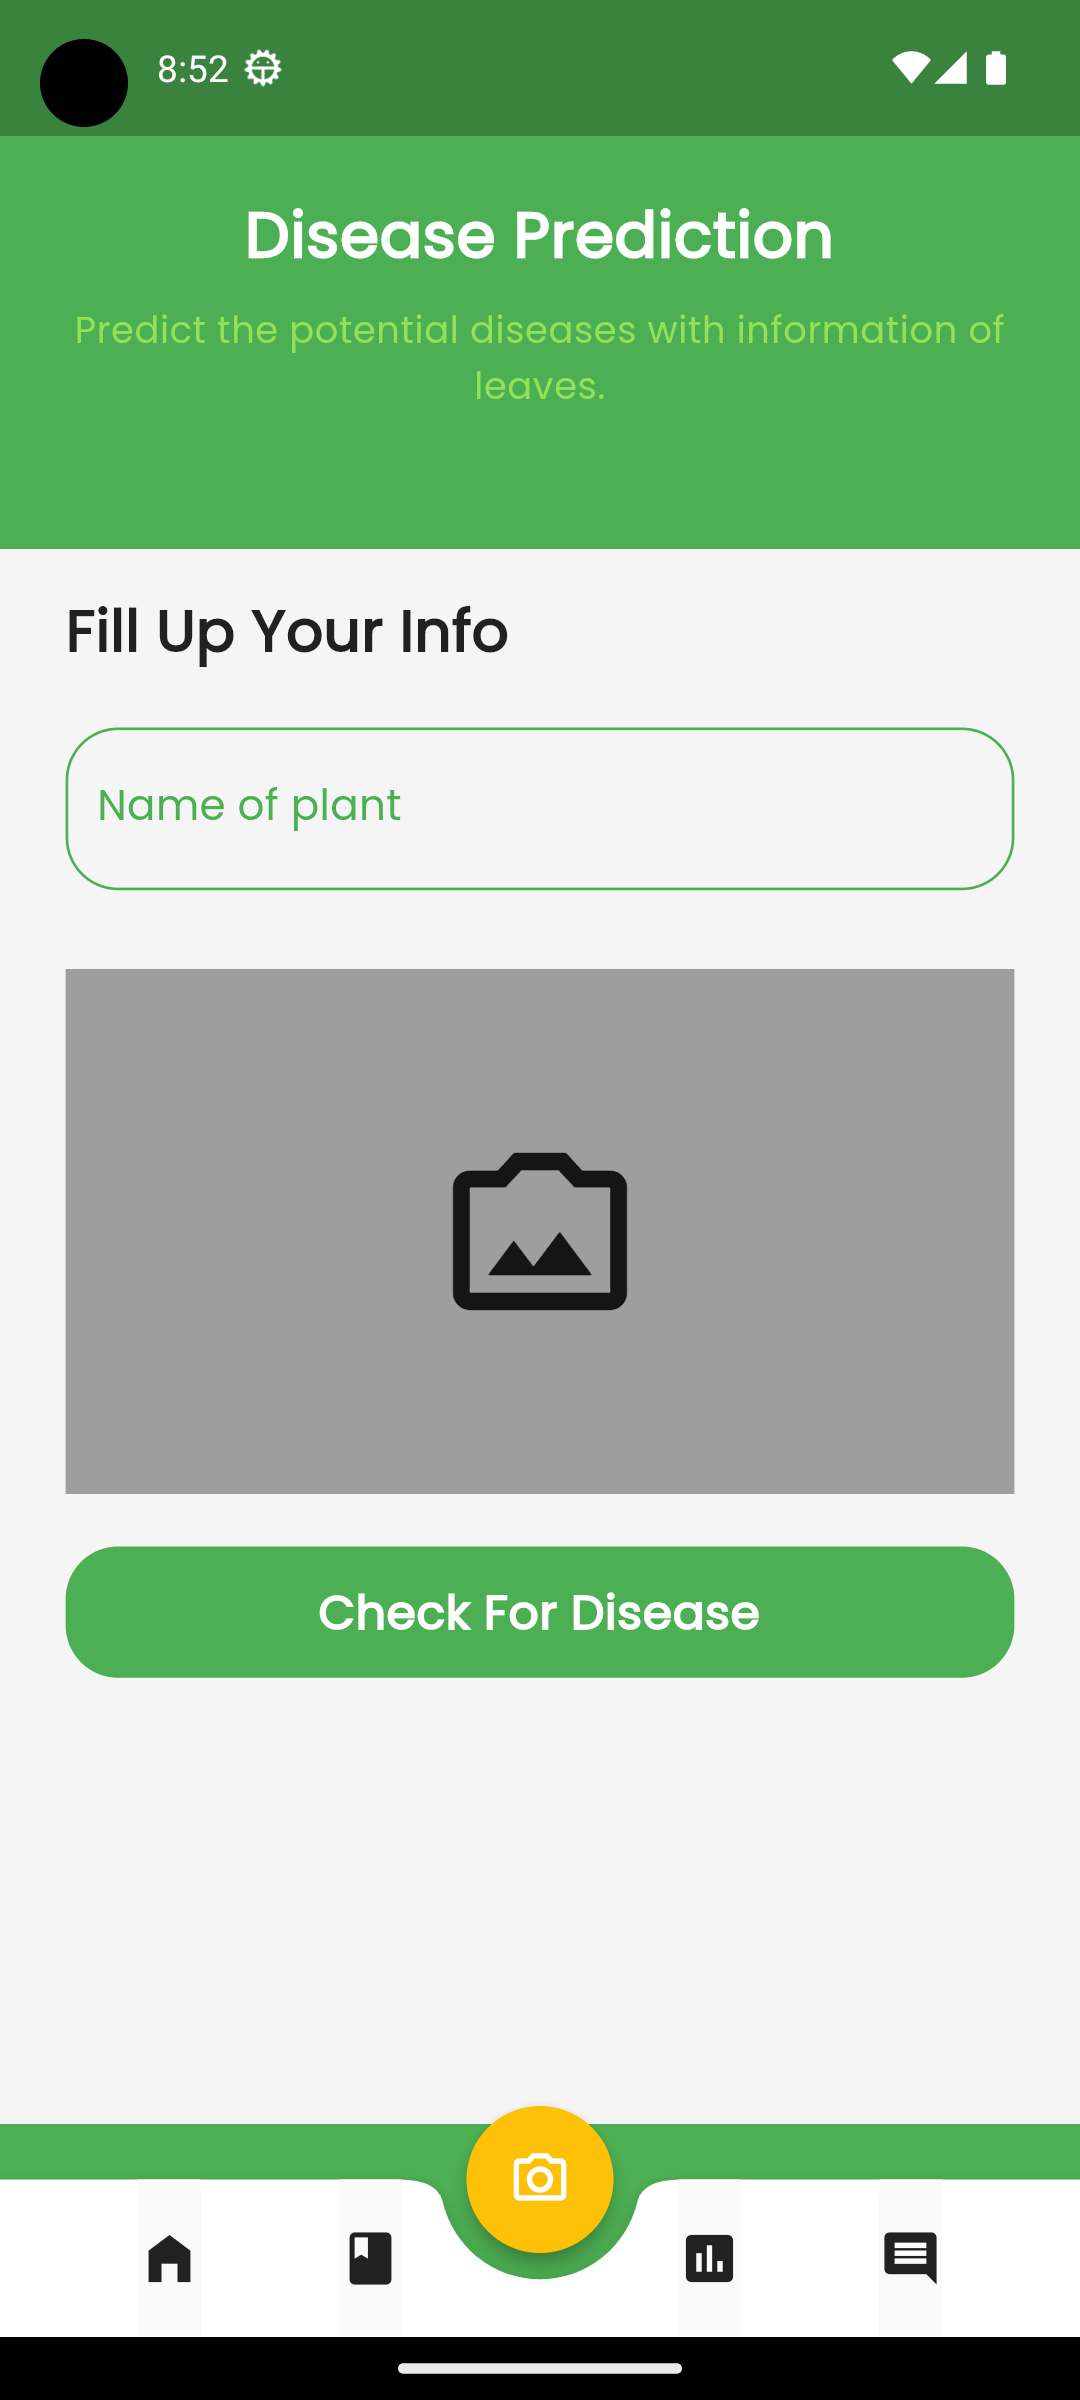 8:52
Disease Prediction
Predict the potential diseases with information of
leaves.
Fill Up Your Info
Name of plant
Check For Disease